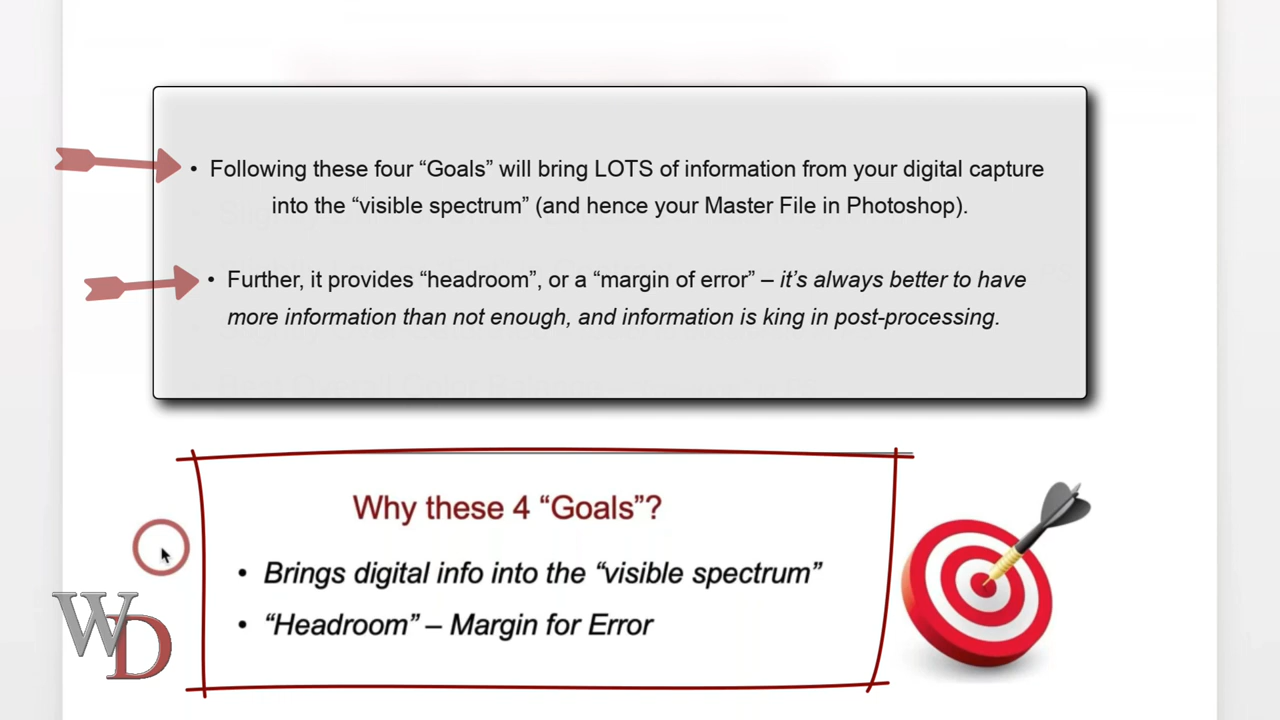 • Following these four “Goals” will bring LOTS of information from your digital capture
into the “visible spectrum” (and hence your Master File in Photoshop).
• Further, it provides “headroom”, or a “margin of error” – it’s always better to have
more information than not enough, and information is king in post-processing.
Why these 4 “Goals”?
• Brings digital info into the “visible spectrum”
• “Headroom” – Margin for Error
WD